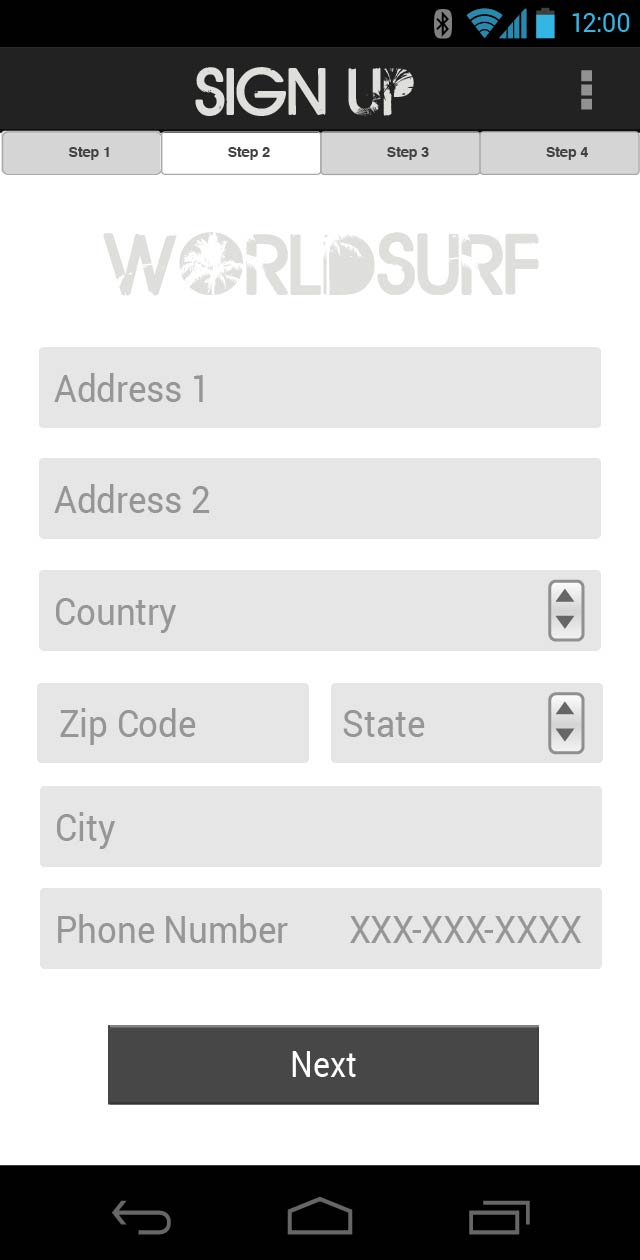 12:00
SIGN UP
Step 1 Step 2 Step 3 Step 4
WORLDSURF
Address 1
Address 2
Country
Zip Code State
City
Phone Number XXX-XXX-XXXX
Next